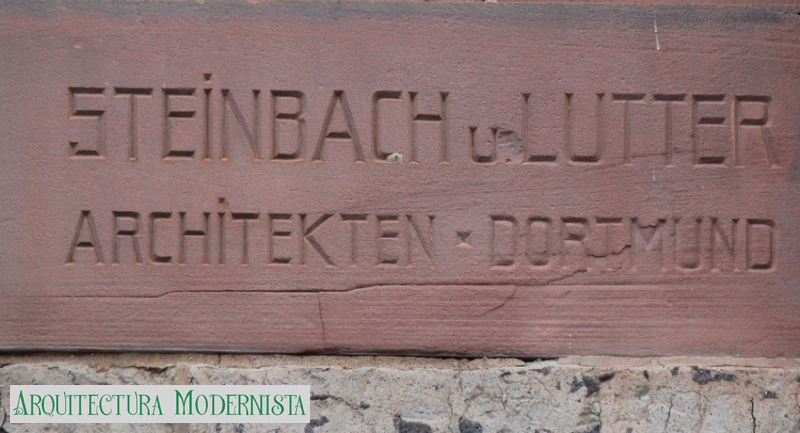 STEINBACH u. LUTTER
ARCHITEKTEN · DORTMUND
ARQUITECTURA MODERNISTA